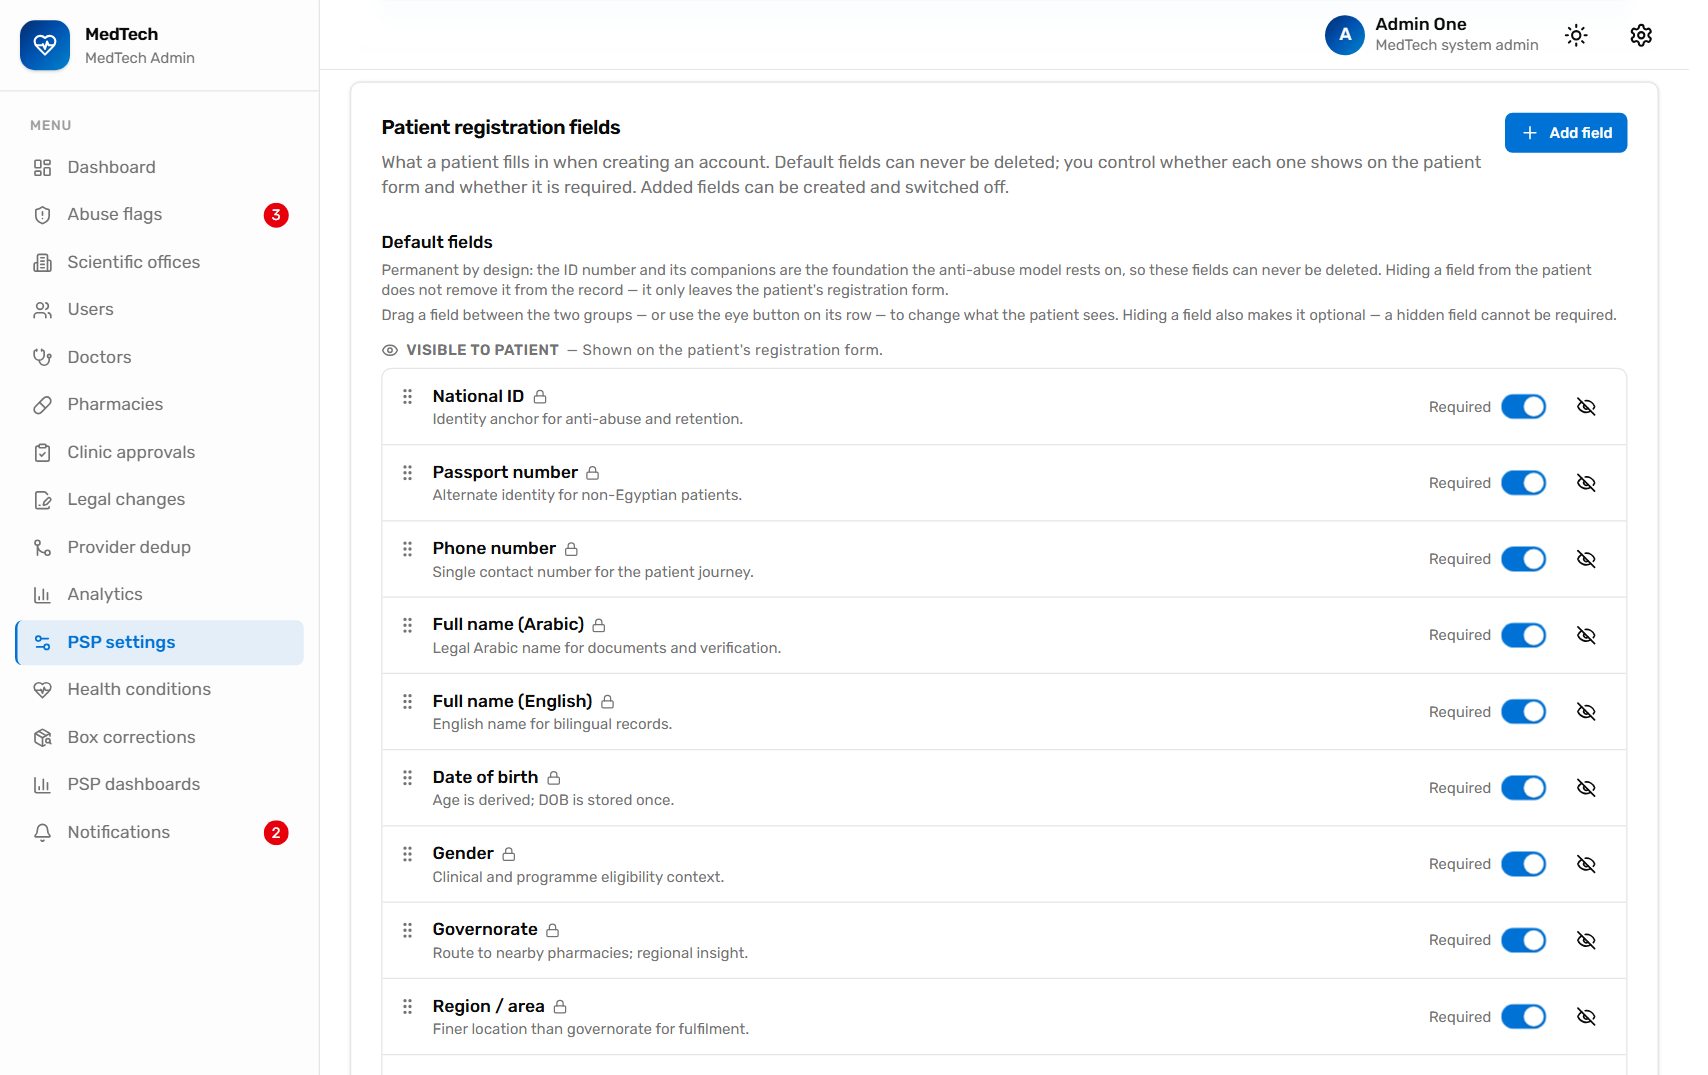 MedTech
MedTech Admin
MENU
Dashboard
Abuse flags
3
Scientific offices
Users
Doctors
Pharmacies
Clinic approvals
Legal changes
Provider dedup
Analytics
PSP settings
Health conditions
Box corrections
PSP dashboards
Notifications
2
A
Admin One
MedTech system admin
Patient registration fields
Add field
What a patient fills in when creating an account. Default fields can never be deleted; you control whether each one shows on the patient
form and whether it is required. Added fields can be created and switched off.
Default fields
Permanent by design: the ID number and its companions are the foundation the anti-abuse model rests on, so these fields can never be deleted. Hiding a field from the patient
does not remove it from the record — it only leaves the patient's registration form.
Drag a field between the two groups — or use the eye button on its row — to change what the patient sees. Hiding a field also makes it optional — a hidden field cannot be required.
VISIBLE TO PATIENT — Shown on the patient's registration form.
National ID
Identity anchor for anti-abuse and retention.
Required
Passport number
Alternate identity for non-Egyptian patients.
Required
Phone number
Single contact number for the patient journey.
Required
Full name (Arabic)
Legal Arabic name for documents and verification.
Required
Full name (English)
English name for bilingual records.
Required
Date of birth
Age is derived; DOB is stored once.
Required
Gender
Clinical and programme eligibility context.
Required
Governorate
Route to nearby pharmacies; regional insight.
Required
Region / area
Finer location than governorate for fulfilment.
Required